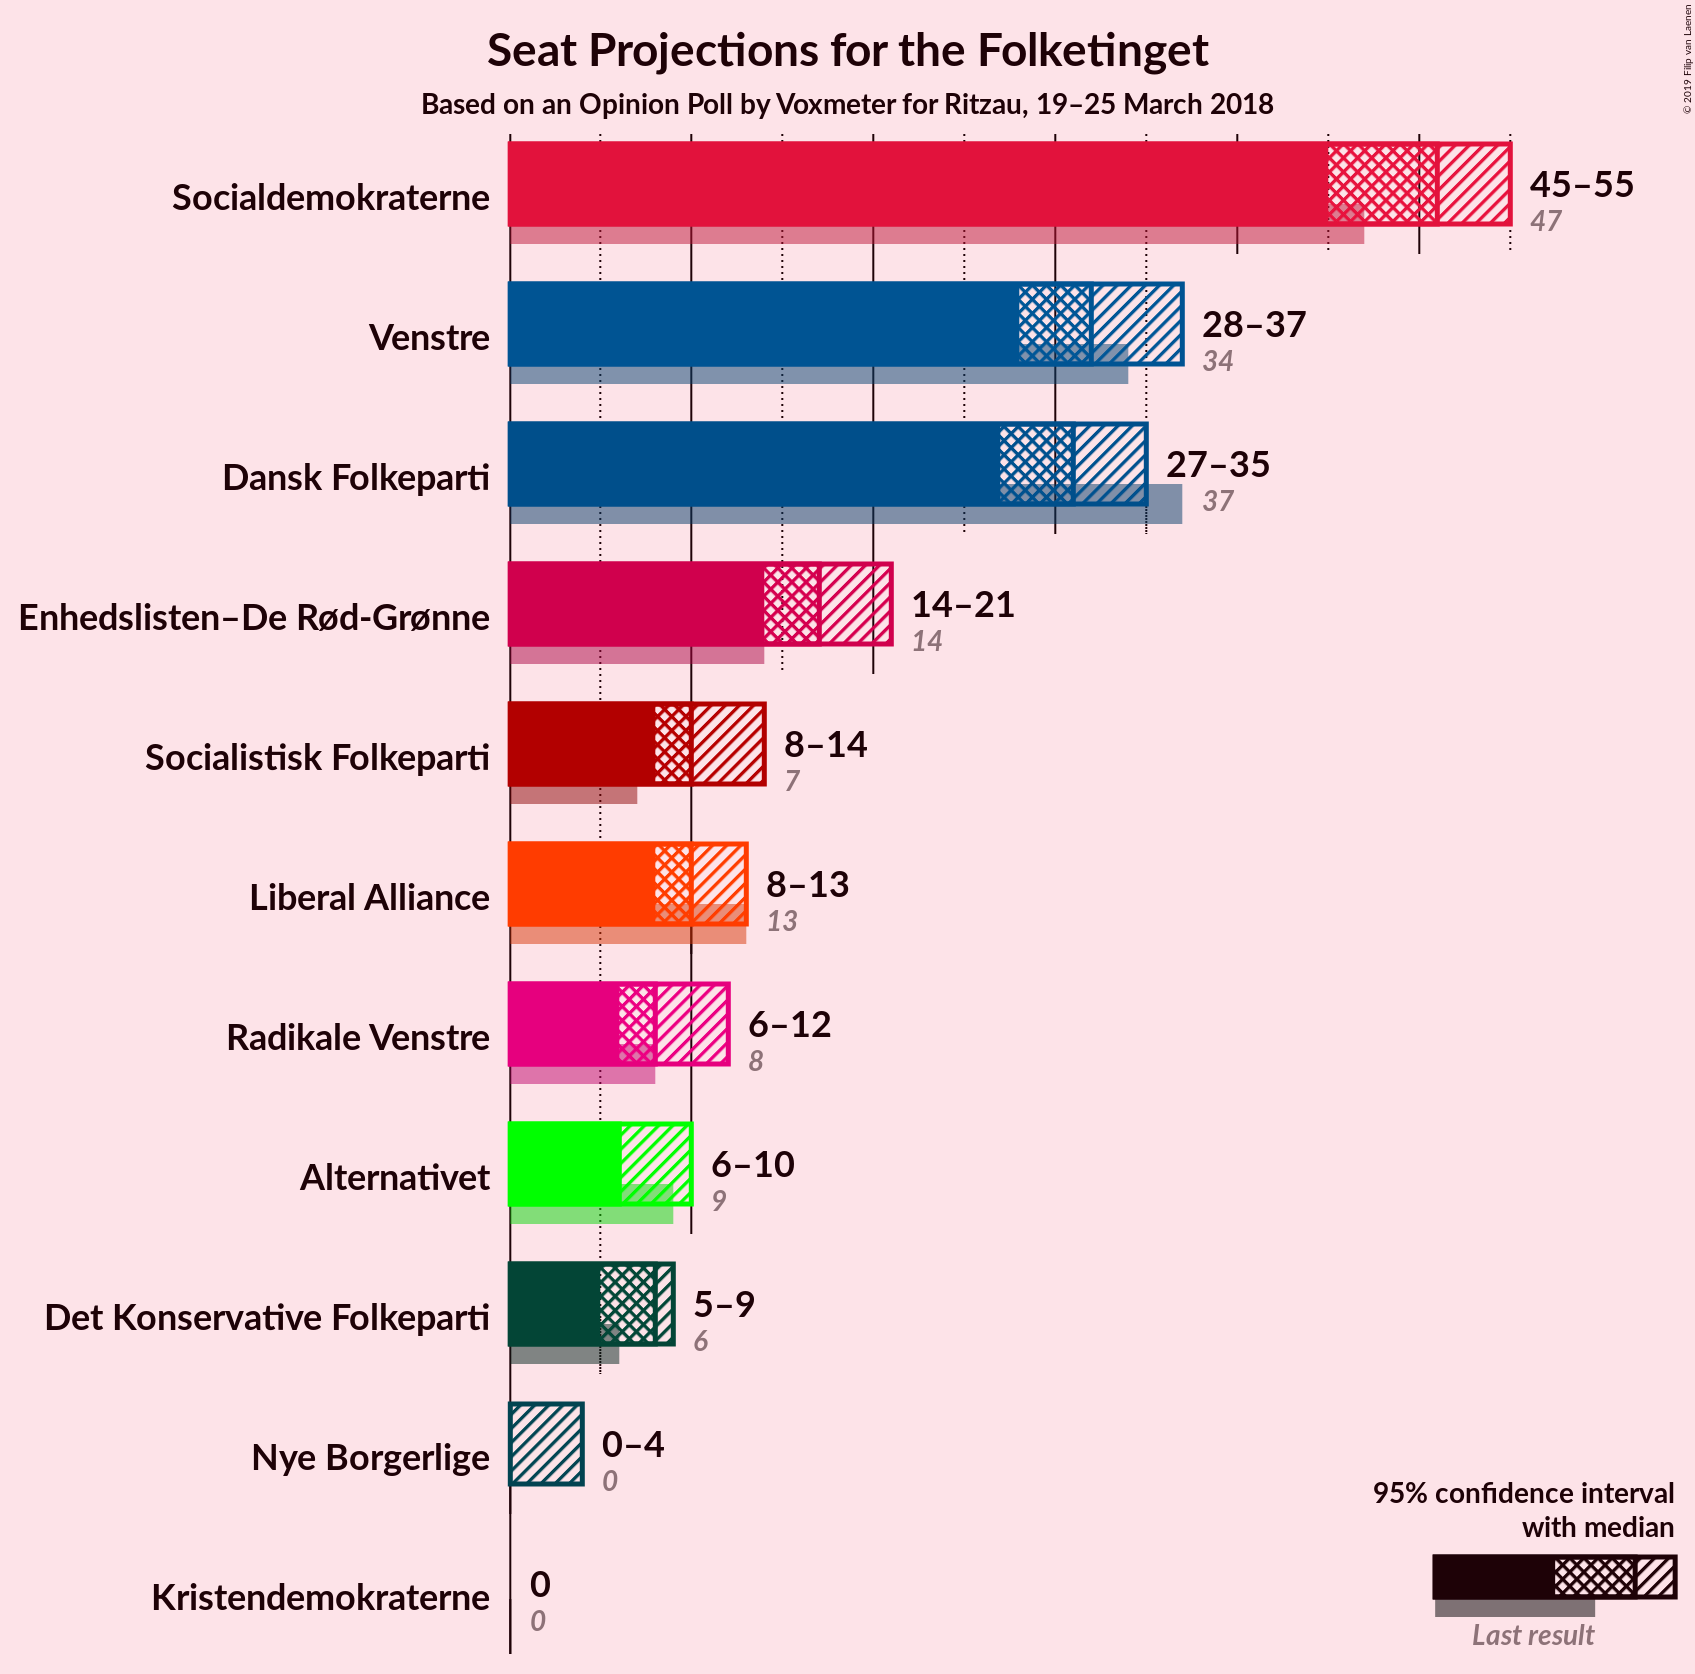 © 2019 Filip van Laenen
Seat Projections for the Folketinget
Based on an Opinion Poll by Voxmeter for Ritzau, 19–25 March 2018
Socialdemokraterne
45–55
47
Venstre
28–37
34
Dansk Folkeparti
27–35
37
Enhedslisten–De Rød-Grønne
14–21
14
Socialistisk Folkeparti
8–14
7
Liberal Alliance
8–13
13
Radikale Venstre
6–12
8
Alternativet
6–10
9
Det Konservative Folkeparti
5–9
6
Nye Borgerlige
0–4
0
Kristendemokraterne
0
0
95% confidence interval
with median
Last result